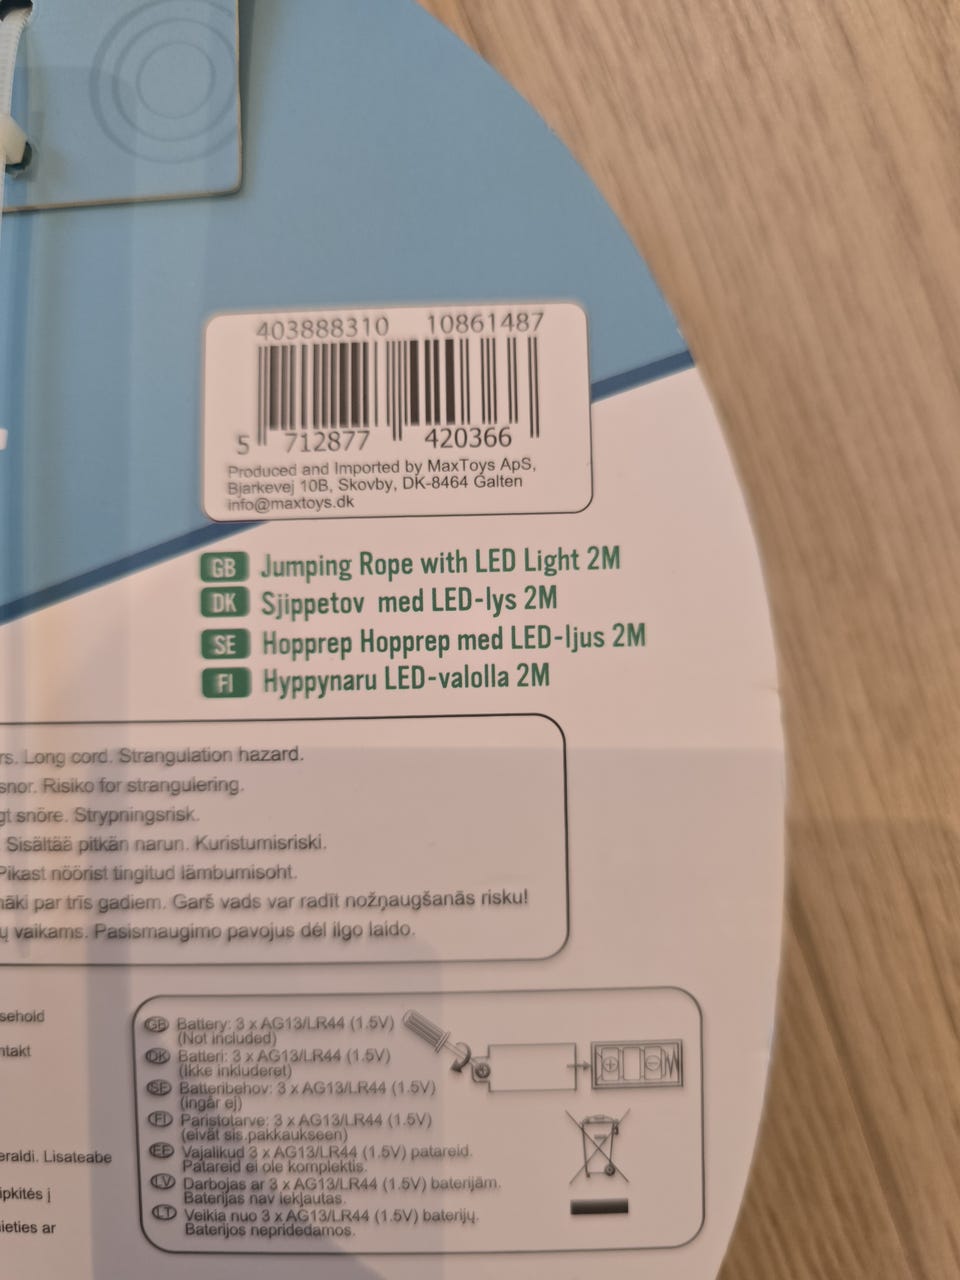 403888310 10861487
5 712877 420366
Produced and Imported by MaxToys ApS,
Bjarkevej 10B, Skovby, DK-8464 Galten
info@maxtoys.dk
GB Jumping Rope with LED Light 2M
DK Sjippetov med LED-lys 2M
SE Hopprep Hopprep med LED-ljus 2M
FI Hyppynaru LED-valolla 2M
rs. Long cord. Strangulation hazard.
snor. Risiko for strangulering.
gt snöre. Strypningsrisk.
Sisältää pitkän narun. Kuristumisriski.
Pikast nöörist tingitud lämbumisoht.
māki par trīs gadiem. Garš vads var radīt nožņaugšanās risku!
ų vaikams. Pasismaugimo pavojus dėl ilgo laido.
sehold
ntakt
eraldi. Lisateabe
ipkitės į
ieties ar
GB Battery: 3 x AG13/LR44 (1.5V)
(Not included)
DK Batteri: 3 x AG13/LR44 (1.5V)
(Ikke inkluderet)
SE Batteribehov: 3 x AG13/LR44 (1.5V)
(ingår ej)
FI Paristotarve: 3 x AG13/LR44 (1.5V)
(eivät sis.pakkaukseen)
EE Vajalikud 3 x AG13/LR44 (1.5V) patareid.
Patareid ei ole komplektis.
LV Darbojas ar 3 x AG13/LR44 (1.5V) baterijām.
Baterijas nav iekļautas.
LT Veikia nuo 3 x AG13/LR44 (1.5V) baterijų.
Baterijos nepridedamos.